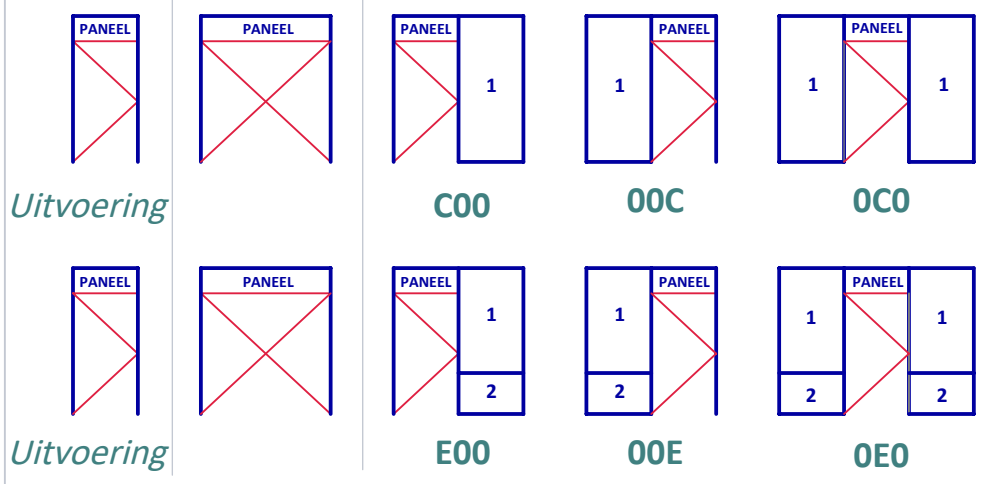 PANEEL PANEEL PANEEL PANEEL PANEEL
1 1 1 1
Uitvoering C00 00C 0C0
PANEEL PANEEL PANEEL PANEEL PANEEL
1 1 1 1
2 2 2 2
Uitvoering E00 00E 0E0